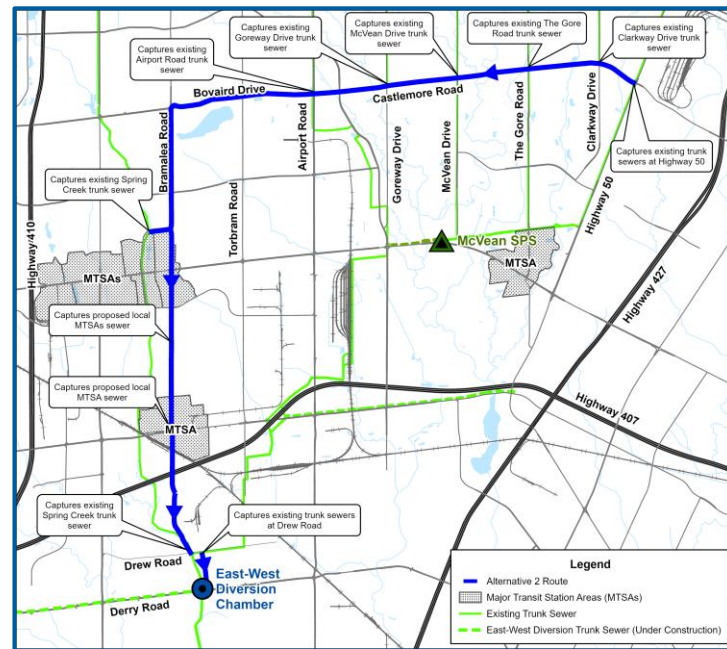 Captures existing
Goreway Drive trunk
sewer
Captures existing
McVean Drive trunk
sewer
Captures existing The Gore
Road trunk sewer
Captures existing
Clarkway Drive trunk
sewer
Captures existing
Airport Road trunk
sewer
Bovaird Drive
Castlemore Road
Bramalea Road
Airport Road
Goreway Drive
McVean Drive
The Gore Road
Clarkway Drive
Captures existing trunk
sewers at Highway 50
Captures existing Spring
Creek trunk sewer
Highway 410
Torbram Road
Highway 50
McVean SPS
MTSAs
MTSA
Highway 427
Captures proposed local
MTSAs sewer
Captures proposed local
MTSA sewer
MTSA
Highway 407
Captures existing
Spring Creek trunk
sewer
Captures existing trunk sewers
at Drew Road
Drew Road
East-West
Diversion
Chamber
Derry Road
Legend
Alternative 2 Route
Major Transit Station Areas (MTSAs)
Existing Trunk Sewer
East-West Diversion Trunk Sewer (Under Construction)